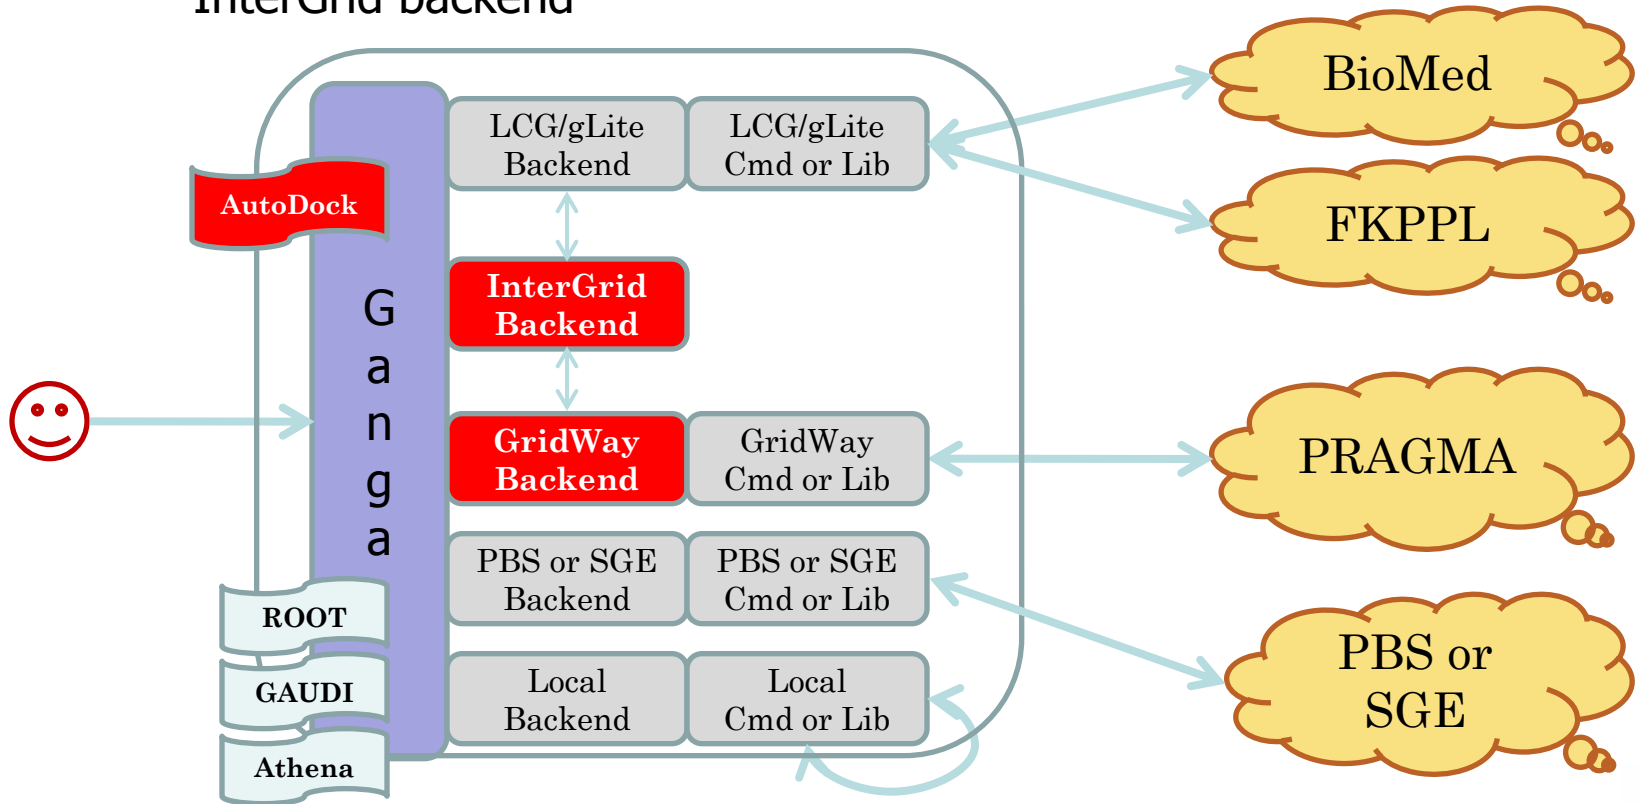 InterGrid backend
BioMed
LCG/gLite
Backend
LCG/gLite
Cmd or Lib
AutoDock
FKPPL
InterGrid
Backend
G
a
n
g
a
GridWay
Backend
GridWay
Cmd or Lib
PRAGMA
PBS or SGE
Backend
PBS or SGE
Cmd or Lib
ROOT
PBS or
SGE
GAUDI
Local
Backend
Local
Cmd or Lib
Athena